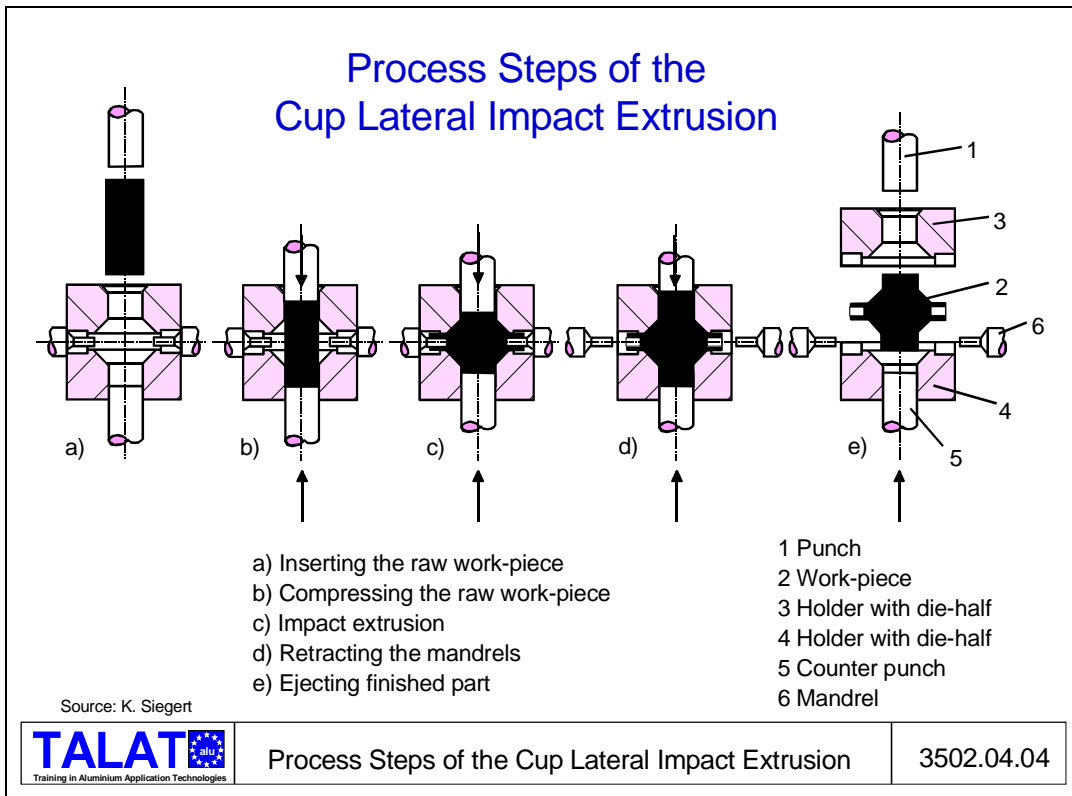 Process Steps of the
Cup Lateral Impact Extrusion
1
3
2
6
4
5
a)
b)
c)
d)
e)
a) Inserting the raw work-piece
b) Compressing the raw work-piece
c) Impact extrusion
d) Retracting the mandrels
e) Ejecting finished part
1 Punch
2 Work-piece
3 Holder with die-half
4 Holder with die-half
5 Counter punch
6 Mandrel
Source: K. Siegert
TALAT
alu
Training in Aluminium Application Technologies
Process Steps of the Cup Lateral Impact Extrusion
3502.04.04